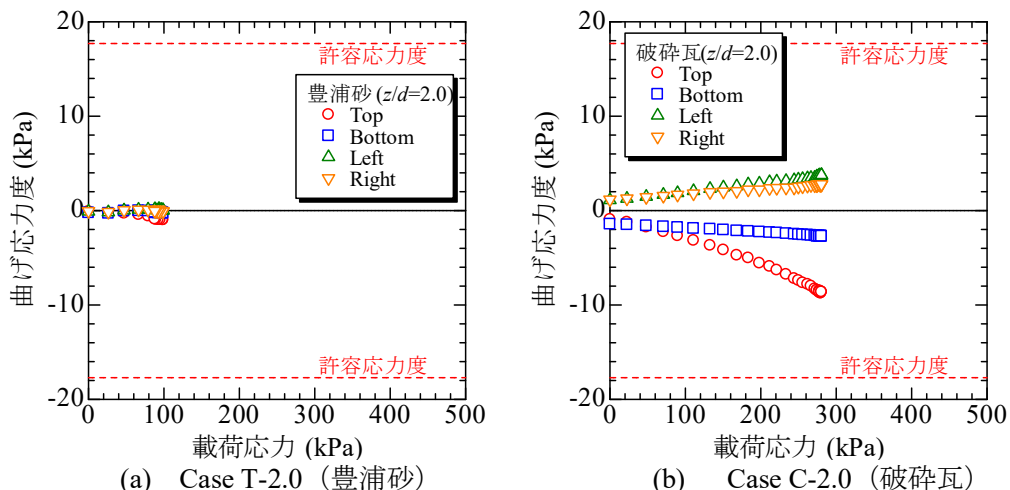 20
10
0
-10
-20
曲げ応力度 (kPa)
許容応力度
豊浦砂 (z/d=2.0)
Top
Bottom
Left
Right
許容応力度
0 100 200 300 400 500
載荷応力 (kPa)
(a) Case T-2.0（豊浦砂）
20
10
0
-10
-20
曲げ応力度 (kPa)
許容応力度
破砕瓦(z/d=2.0)
Top
Bottom
Left
Right
許容応力度
0 100 200 300 400 500
載荷応力 (kPa)
(b) Case C-2.0（破砕瓦）